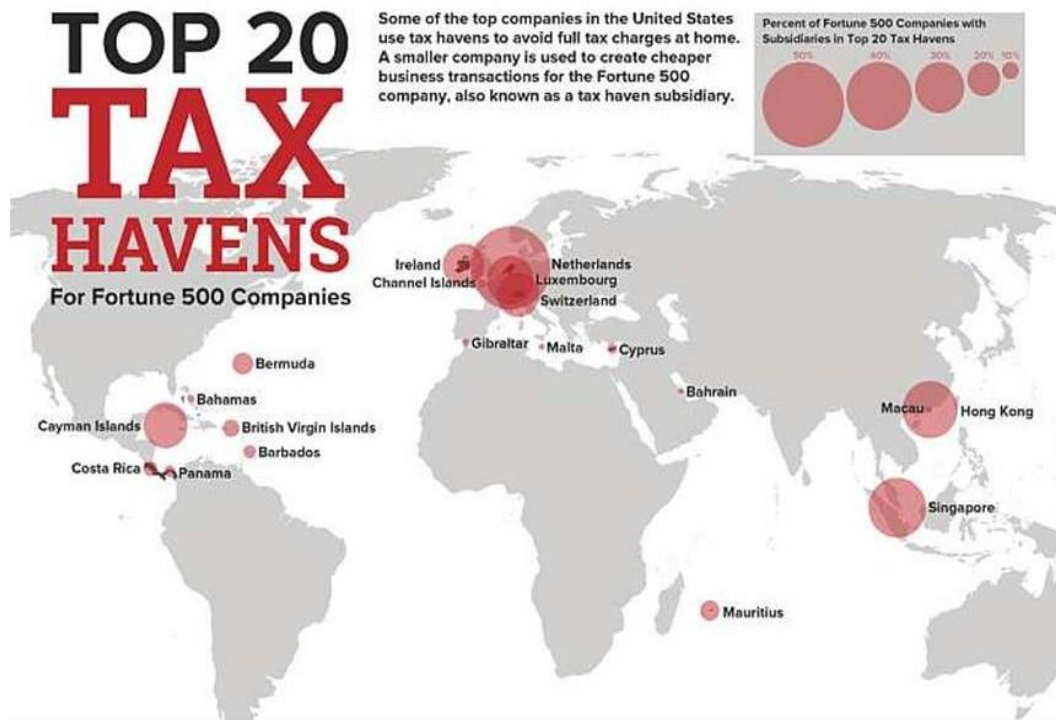 TOP 20
TAX
HAVENS
For Fortune 500 Companies
Some of the top companies in the United States
use tax havens to avoid full tax charges at home.
A smaller company is used to create cheaper
business transactions for the Fortune 500
company, also known as a tax haven subsidiary.
Percent of Fortune 500 Companies with
Subsidiaries in Top 20 Tax Havens
50% 40% 30% 20% 10%
Ireland
Channel Islands
Netherlands
Luxembourg
Switzerland
Gibraltar
Malta
Cyprus
Bermuda
Bahamas
Bahrain
Cayman Islands
British Virgin Islands
Macau
Hong Kong
Barbados
Costa Rica
Panama
Singapore
Mauritius